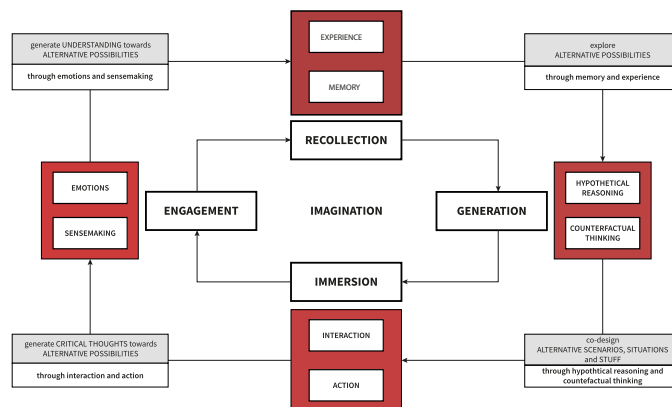 generate UNDERSTANDING towards
ALTERNATIVE POSSIBILITIES
through emotions and sensemaking
EXPERIENCE
MEMORY
explore
ALTERNATIVE POSSIBILITIES
through memory and experience
RECOLLECTION
EMOTIONS
SENSEMAKING
ENGAGEMENT
IMAGINATION
GENERATION
HYPOTHETICAL
REASONING
COUNTERFACTUAL
THINKING
IMMERSION
generate CRITICAL THOUGHTS towards
ALTERNATIVE POSSIBILITIES
through interaction and action
INTERACTION
ACTION
co-design
ALTERNATIVE SCENARIOS, SITUATIONS
and STUFF
through hypothtical reasoning and
countefactual thinking